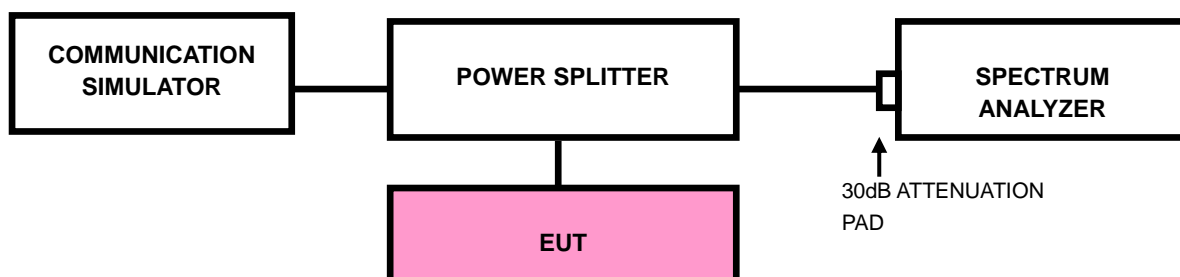 COMMUNICATION
SIMULATOR
POWER SPLITTER
SPECTRUM
ANALYZER
30dB ATTENUATION
PAD
EUT